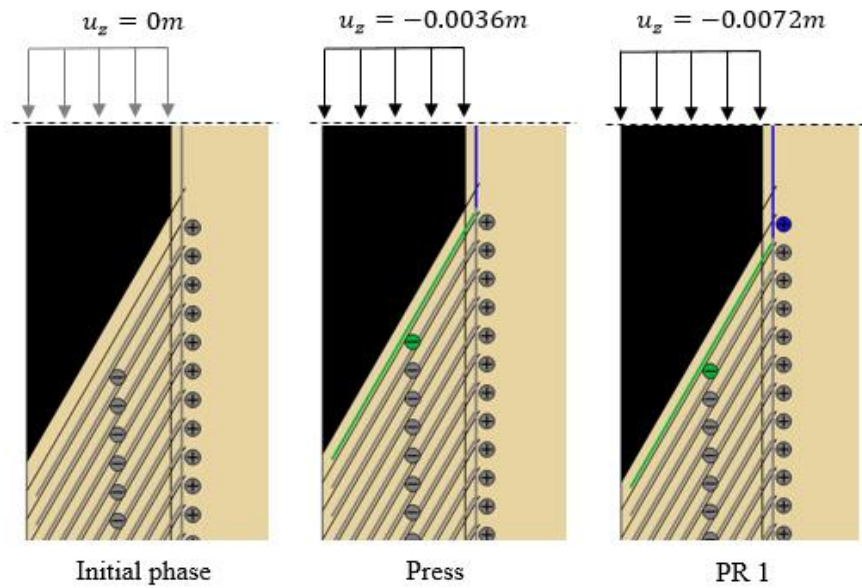 u_z = 0m
u_z = −0.0036m
u_z = −0.0072m
Initial phase
Press
PR 1